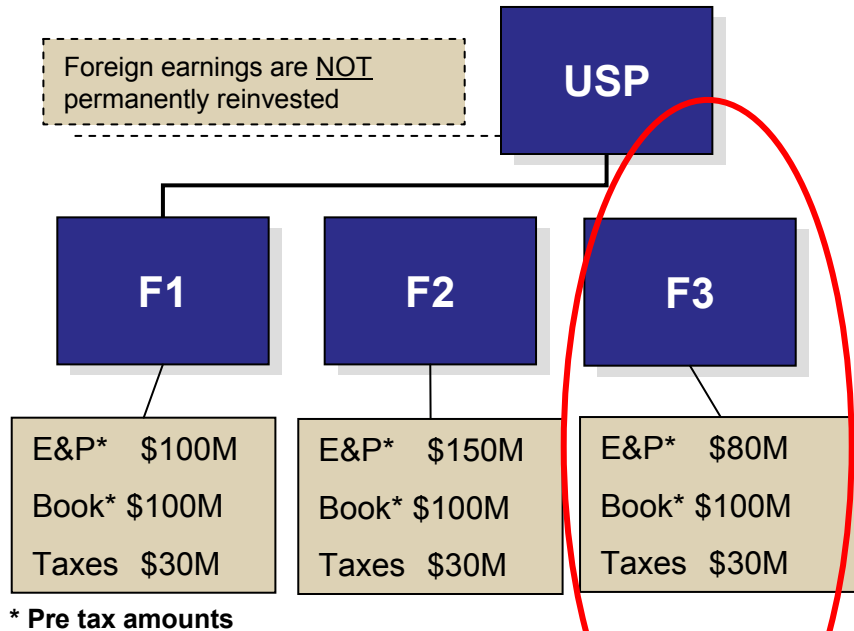 Foreign earnings are NOT
permanently reinvested
USP
F1
F2
F3
E&P* $100M
Book* $100M
Taxes $30M
E&P* $150M
Book* $100M
Taxes $30M
E&P* $80M
Book* $100M
Taxes $30M
* Pre tax amounts